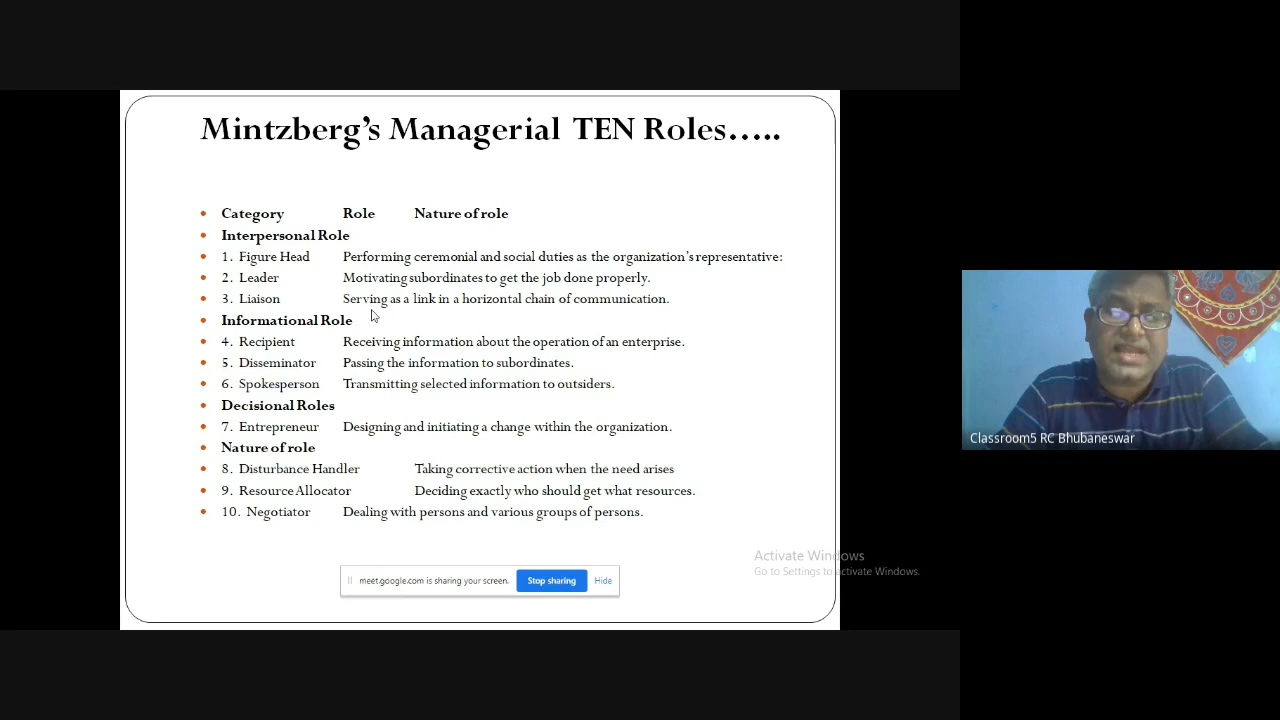 Mintzberg's Managerial TEN Roles.....
Category Role Nature of role
Interpersonal Role
1. Figure Head Performing ceremonial and social duties as the organization's representative:
2. Leader Motivating subordinates to get the job done properly.
3. Liaison Serving as a link in a horizontal chain of communication.
Informational Role
4. Recipient Receiving information about the operation of an enterprise.
5. Disseminator Passing the information to subordinates.
6. Spokesperson Transmitting selected information to outsiders.
Decisional Roles
7. Entrepreneur Designing and initiating a change within the organization.
Nature of role
8. Disturbance Handler Taking corrective action when the need arises
9. Resource Allocator Deciding exactly who should get what resources.
10. Negotiator Dealing with persons and various groups of persons.
meet.google.com is sharing your screen. Stop sharing Hide
Activate Windows
Go to Settings to activate Windows.
Classroom5 RC Bhubaneswar